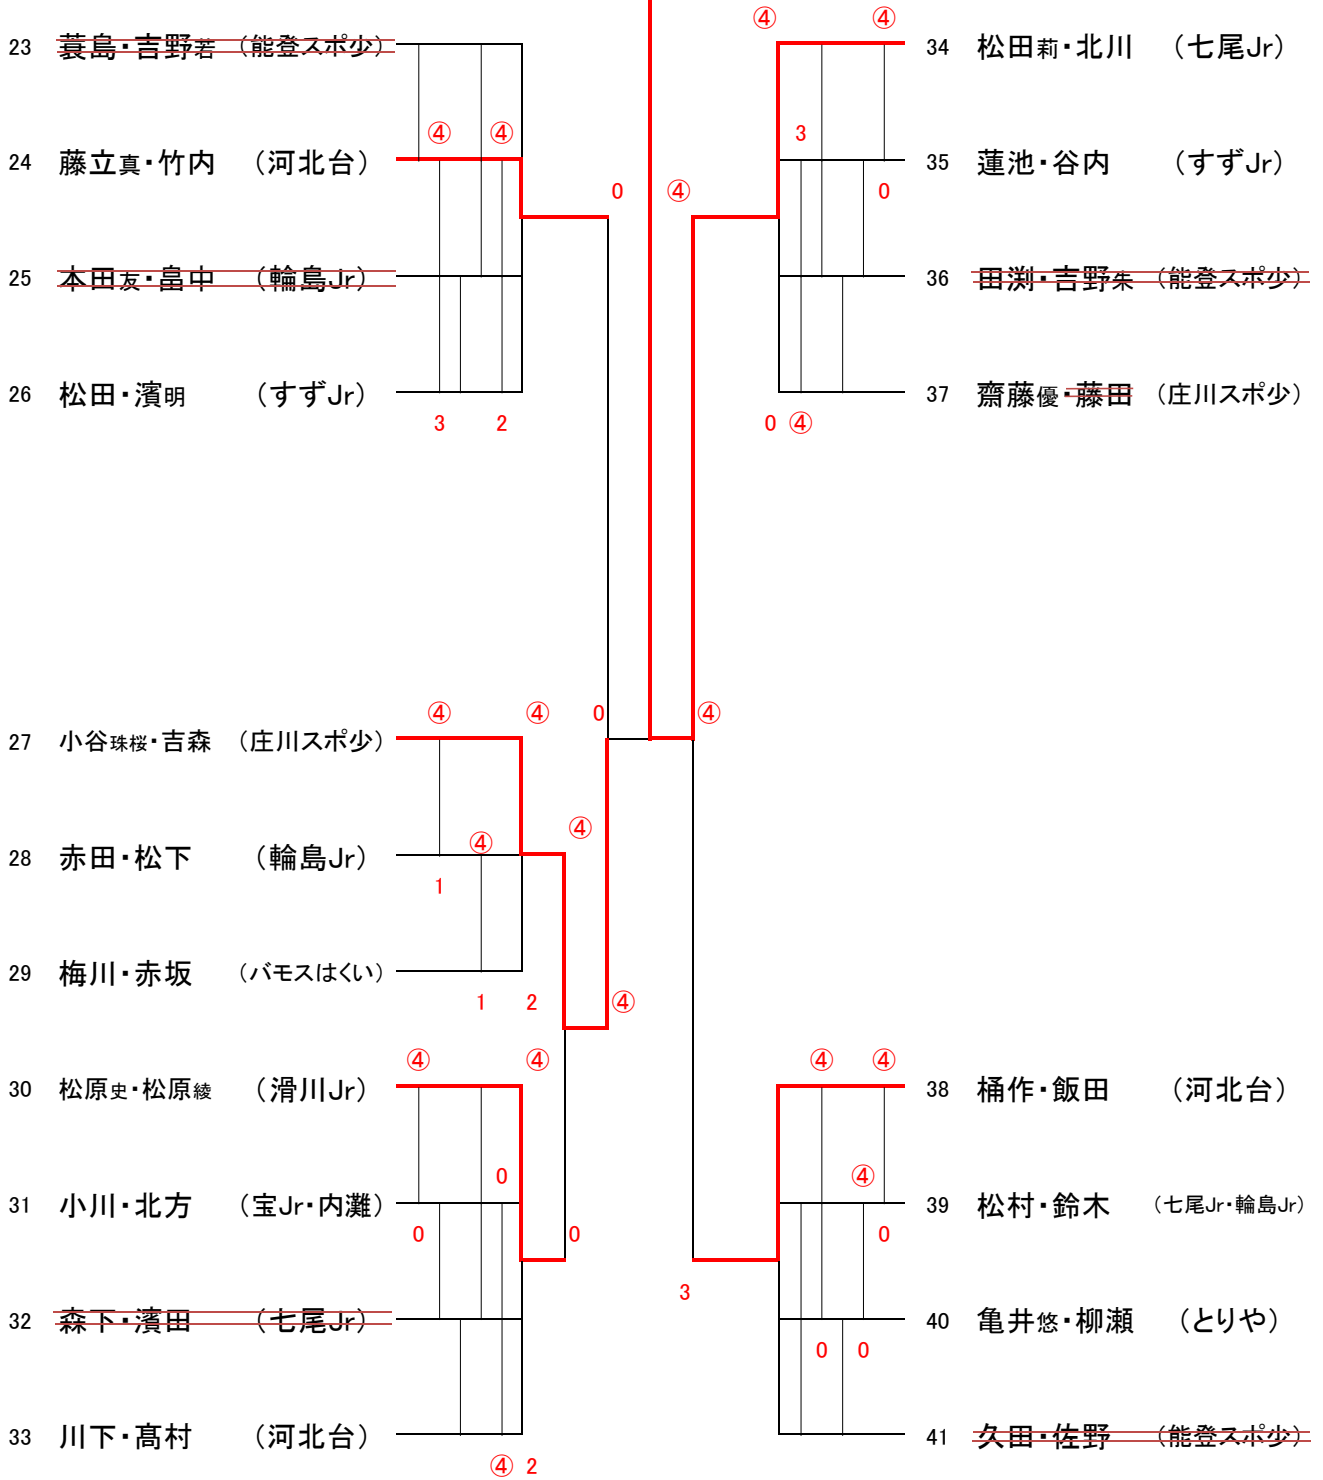 ④ ④
23 蓑島・吉野若 （能登スポ少）
34 松田莉・北川 （七尾Jr）
④ ④ 3
24 藤立真・竹内 （河北台）
35 蓮池・谷内 （すずJr）
0 ④ 0
25 本田友・畠中 （輪島Jr）
36 田渕・吉野朱 （能登スポ少）
26 松田・濱明 （すずJr）
37 齋藤優・藤田 （庄川スポ少）
3 2 0 ④
④ ④ 0 ④
27 小谷珠桜・吉森 （庄川スポ少）
④ ④
28 赤田・松下 （輪島Jr）
1
29 梅川・赤坂 （バモスはくい）
1 2 ④
④ ④ ④ ④
30 松原史・松原綾 （滑川Jr）
38 桶作・飯田 （河北台）
0 ④
31 小川・北方 （宝Jr・内灘）
39 松村・鈴木 （七尾Jr・輪島Jr）
0 0 0
3
32 森下・濱田 （七尾Jr）
40 亀井悠・柳瀬 （とりや）
0 0
33 川下・髙村 （河北台）
41 久田・佐野 （能登スポ少）
④ 2